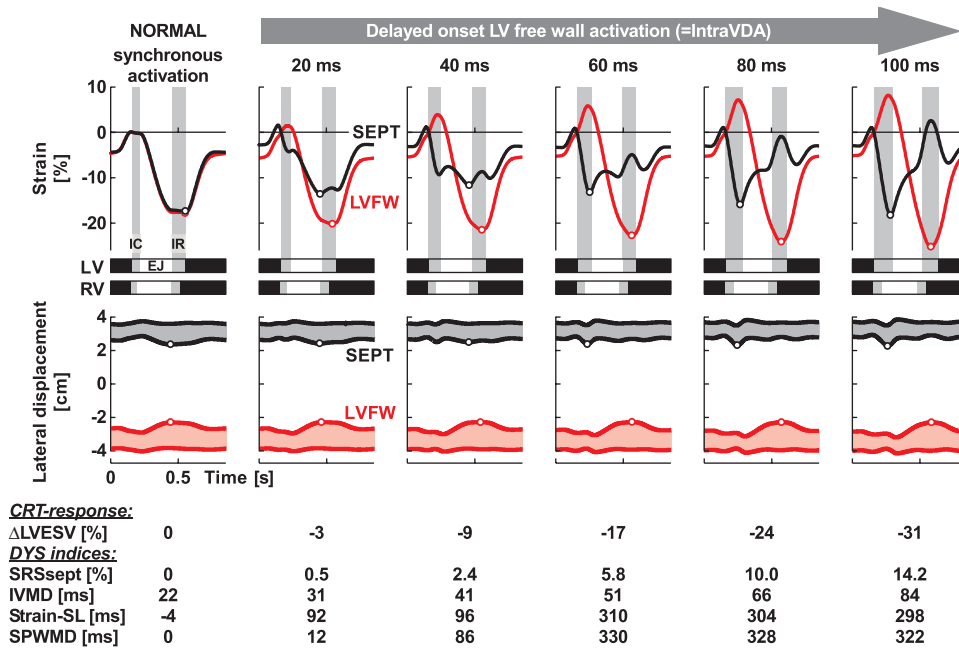 NORMAL
synchronous
activation
Delayed onset LV free wall activation (=IntraVDA)
20 ms 40 ms 60 ms 80 ms 100 ms
Strain
[%]
10
0
-10
-20
SEPT
LVFW
IC IR
LV EJ
RV
Lateral displacement
[cm]
4
2
0
-2
-4
SEPT
LVFW
0 0.5 Time [s]
CRT-response:
ΔLVESV [%] 0 -3 -9 -17 -24 -31
DYS indices:
SRSsept [%] 0 0.5 2.4 5.8 10.0 14.2
IVMD [ms] 22 31 41 51 66 84
Strain-SL [ms] -4 92 96 310 304 298
SPWMD [ms] 0 12 86 330 328 322